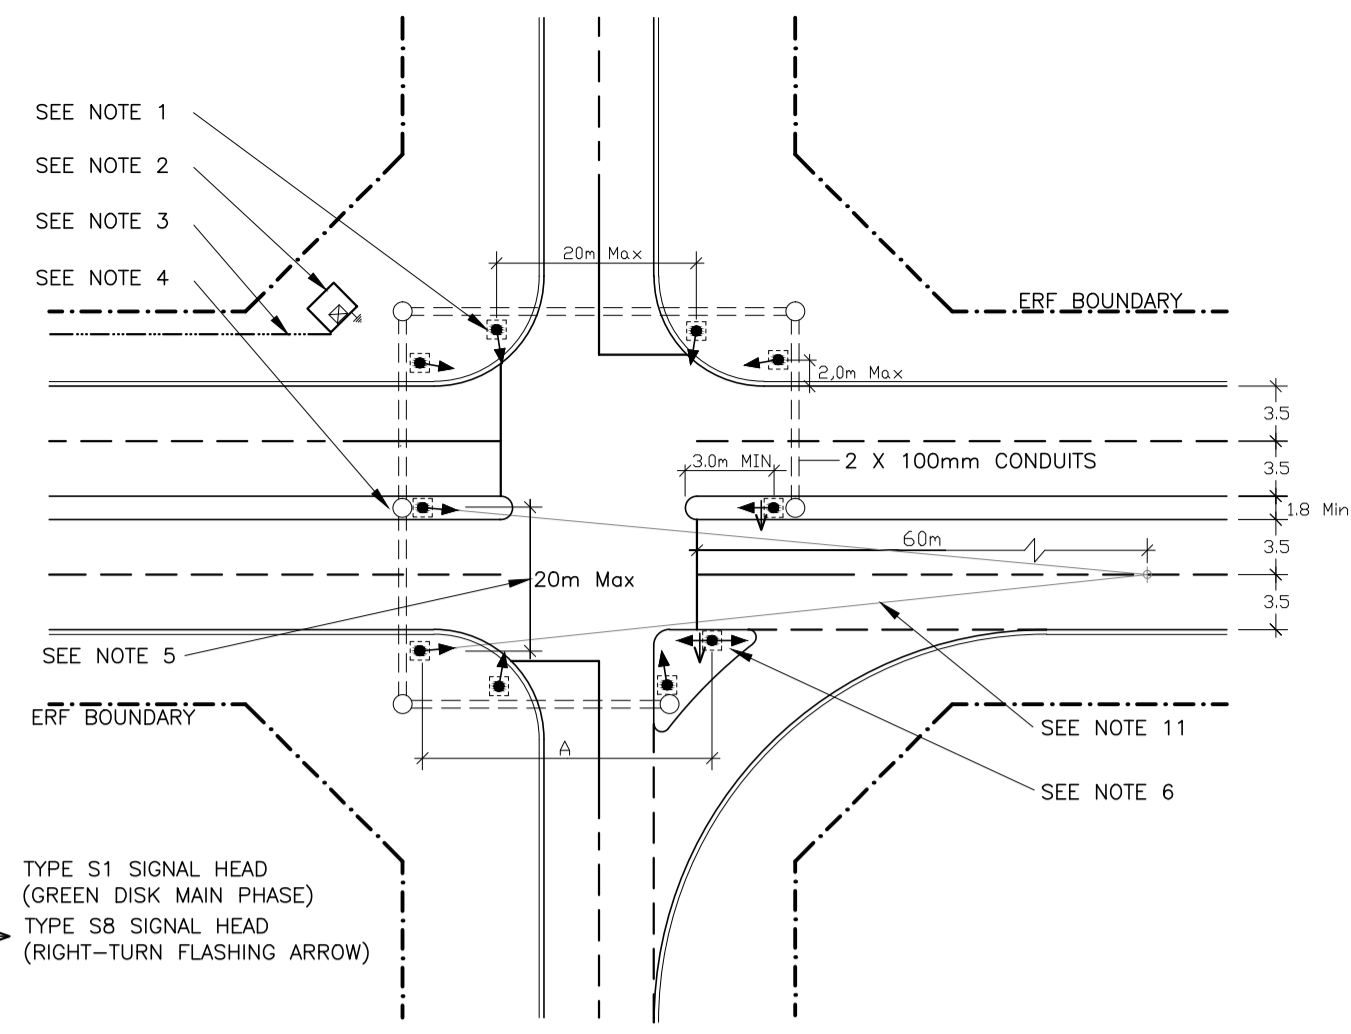 SEE NOTE 1
SEE NOTE 2
SEE NOTE 3
SEE NOTE 4
20m Max
ERF BOUNDARY
2,0m Max
3.5
3.0m MIN
2 X 100mm CONDUITS
3.5
1.8 Min
60m
3.5
20m Max
3.5
SEE NOTE 5
ERF BOUNDARY
SEE NOTE 11
A
SEE NOTE 6
TYPE S1 SIGNAL HEAD
(GREEN DISK MAIN PHASE)
TYPE S8 SIGNAL HEAD
(RIGHT-TURN FLASHING ARROW)